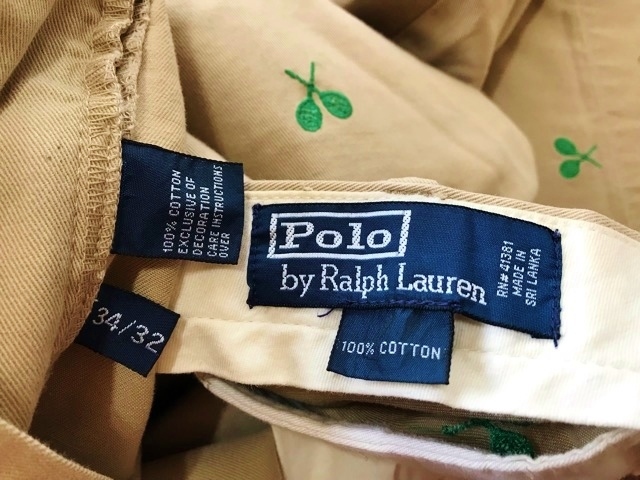 100% COTTON
EXCLUSIVE OF
DECORATION
CARE INSTRUCTIONS
OVER
34/32
Polo
by Ralph Lauren
RN# 41381
MADE IN
SRI LANKA
100% COTTON